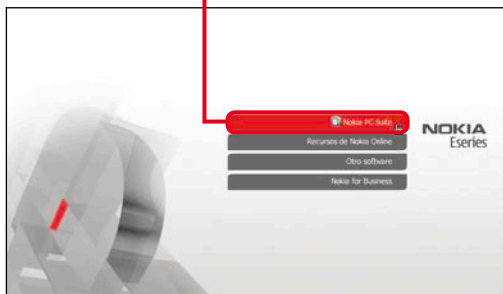 Nokia PC Suite
Recursos de Nokia Online
Otro software
Nokia for Business
NOKIA
Eseries